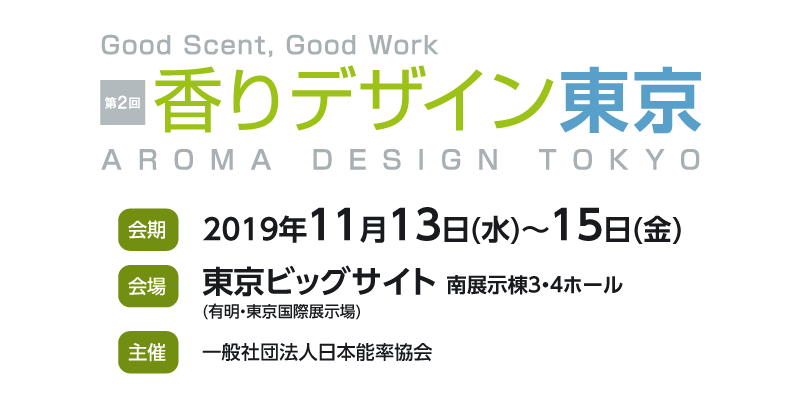 Good Scent, Good Work
第2回 香りデザイン東京
AROMA DESIGN TOKYO
会期 2019年11月13日(水)～15日(金)
会場 東京ビッグサイト 南展示棟3・4ホール
(有明・東京国際展示場)
主催 一般社団法人日本能率協会